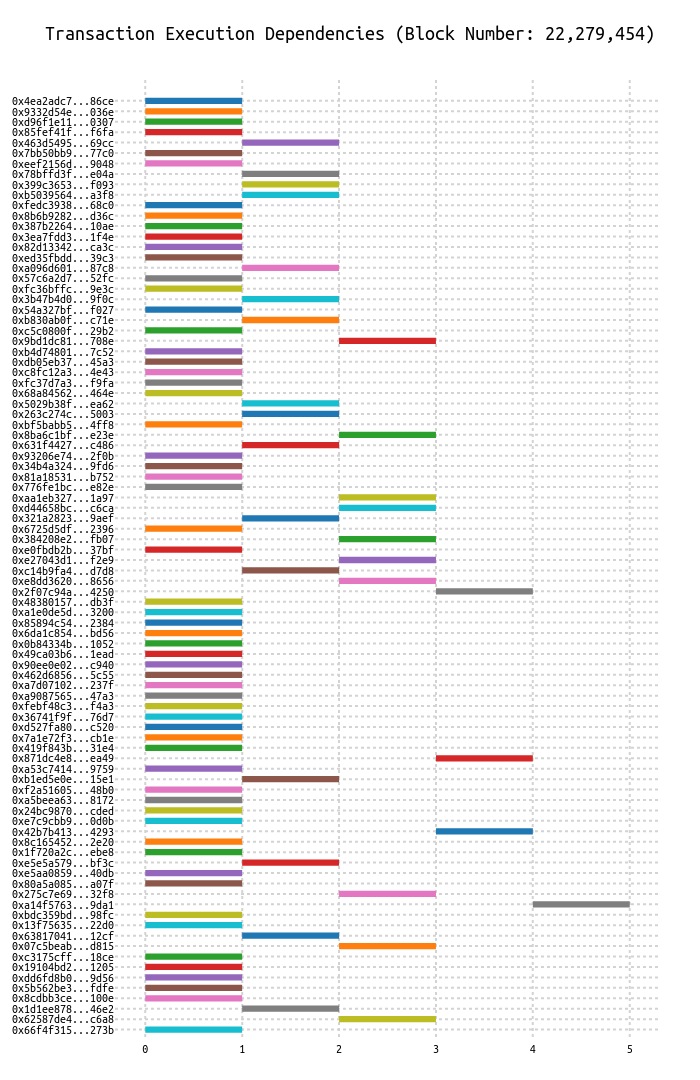 Transaction Execution Dependencies (Block Number: 22,279,454)
0x4ea2adc7...86ce
0x9332d54e...036e
0xd96f1e11...0307
0x85fef41f...f6fa
0x463d5495...69cc
0x7bb50bb9...77c0
0xeef2156d...9048
0x78bffd3f...e04a
0x399c3653...f093
0xb5039564...a3f8
0xfedc3938...68c0
0x8b6b9282...d36c
0x387b2264...10ae
0x3ea7fdd3...1f4e
0x82d13342...ca3c
0xed35fbdd...39c3
0xa096d601...87c8
0x57c6a2d7...52fc
0xfc36bffc...9e3c
0x3b47b4d0...9f0c
0x54a327bf...f027
0xb830ab0f...c71e
0xc5c0800f...29b2
0x9bd1dc81...708e
0xb4d74801...7c52
0xdb05eb37...45a3
0xc8fc12a3...4e43
0xfc37d7a3...f9fa
0x68a84562...464e
0x5029b38f...ea62
0x263c274c...5003
0xbf5babb5...4ff8
0x8ba6c1bf...e23e
0x631f4427...c486
0x93206e74...2f0b
0x34b4a324...9fd6
0x81a18531...b752
0x776fe1bc...e82e
0xaa1eb327...1a97
0xd44658bc...c6ca
0x321a2823...9aef
0x6725d5df...2396
0x384208e2...fb07
0xe0fbdb2b...37bf
0xe27043d1...f2e9
0xc14b9fa4...d7d8
0xe8dd3620...8656
0x2f07c94a...4250
0x48380157...db3f
0xa1e0de5d...3200
0x85894c54...2384
0x6da1c854...bd56
0x0b84334b...1052
0x49ca03b6...1ead
0x90ee0e02...c940
0x462d6856...5c55
0xa7d07102...237f
0xa9087565...47a3
0xfebf48c3...f4a3
0x36741f9f...76d7
0xd527fa80...c520
0x7a1e72f3...cb1e
0x419f843b...31e4
0x871dc4e8...ea49
0xa53c7414...9759
0xb1ed5e0e...15e1
0xf2a51605...48b0
0xa5beea63...8172
0x24bc9870...cded
0xe7c9cbb9...0d0b
0x42b7b413...4293
0x8c165452...2e20
0x1f720a2c...ebe8
0xe5e5a579...bf3c
0xe5aa0859...40db
0x80a5a085...a07f
0x275c7e69...32f8
0xa14f5763...9da1
0xbdc359bd...98fc
0x13f75635...22d0
0x63817041...12cf
0x07c5beab...d815
0xc3175cff...18ce
0x19104bd2...1205
0xdd6fd8b0...9d56
0x5b562be3...fdfe
0x8cdbb3ce...100e
0x1d1ee878...46e2
0x62587de4...c6a8
0x66f4f315...273b
0 1 2 3 4 5